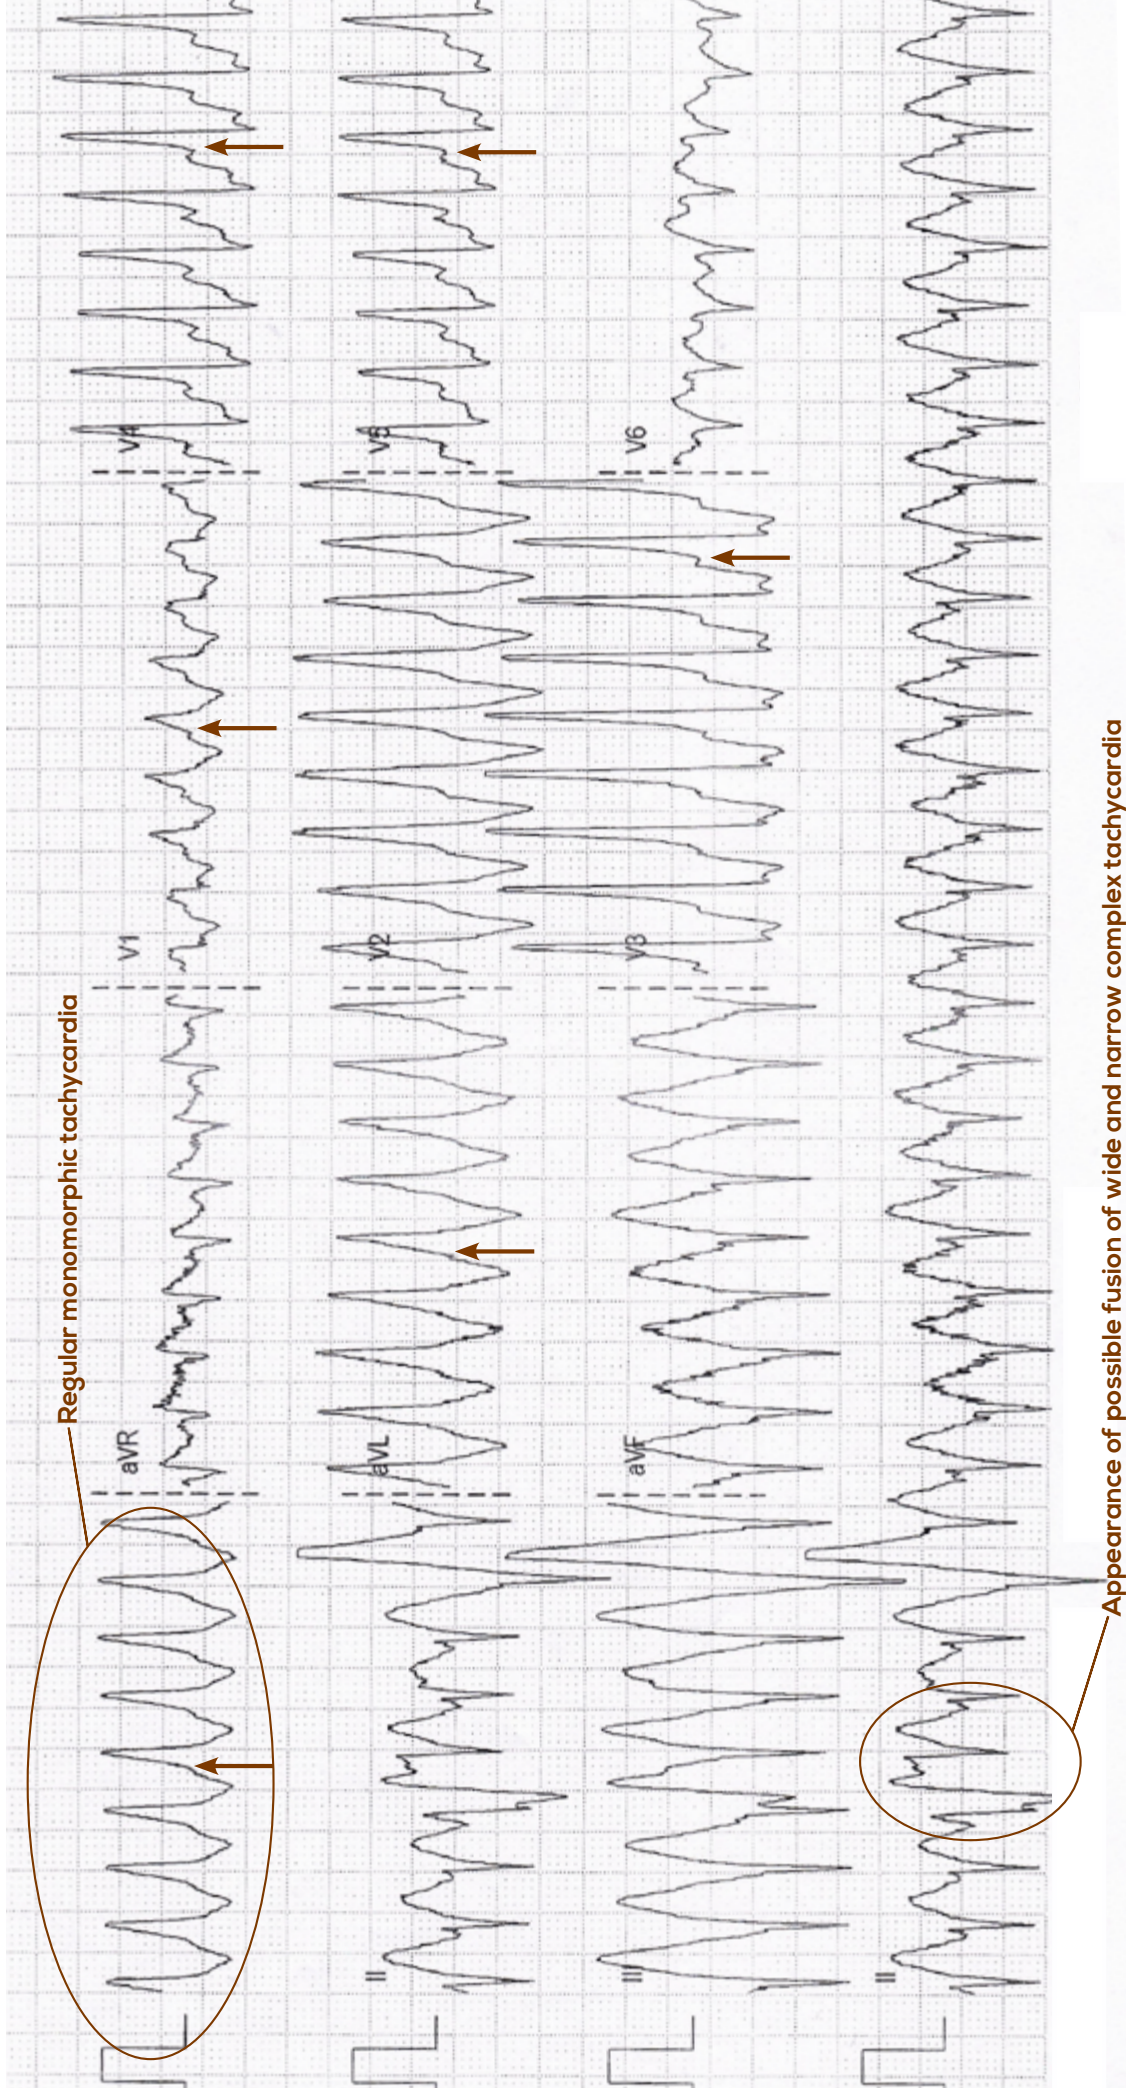 Regular monomorphic tachycardia
aVR
V1
V4
II
aVL
V2
V5
III
aVF
V3
V6
II
Appearance of possible fusion of wide and narrow complex tachycardia